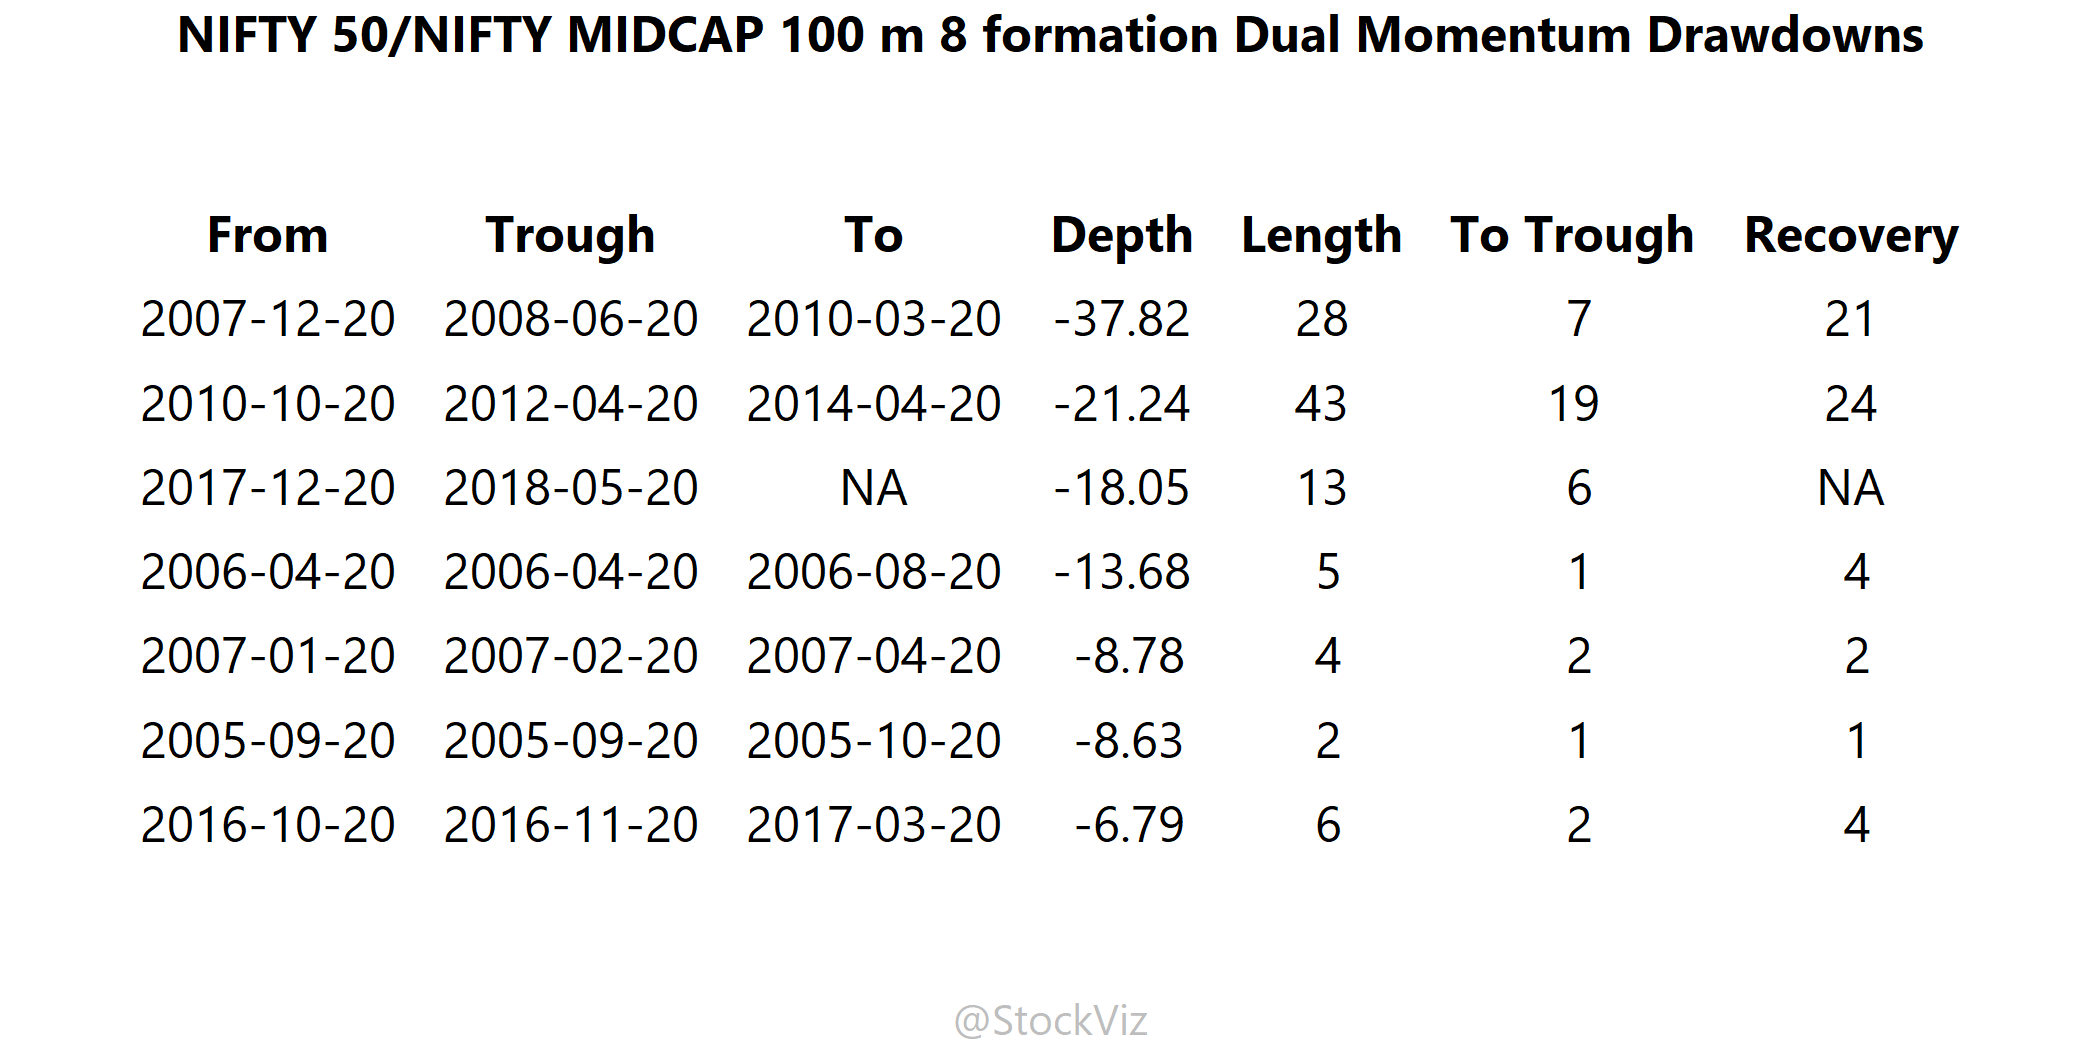 NIFTY 50/NIFTY MIDCAP 100 m 8 formation Dual Momentum Drawdowns
From Trough To Depth Length To Trough Recovery
2007-12-20 2008-06-20 2010-03-20 -37.82 28 7 21
2010-10-20 2012-04-20 2014-04-20 -21.24 43 19 24
2017-12-20 2018-05-20 NA -18.05 13 6 NA
2006-04-20 2006-04-20 2006-08-20 -13.68 5 1 4
2007-01-20 2007-02-20 2007-04-20 -8.78 4 2 2
2005-09-20 2005-09-20 2005-10-20 -8.63 2 1 1
2016-10-20 2016-11-20 2017-03-20 -6.79 6 2 4
@StockViz